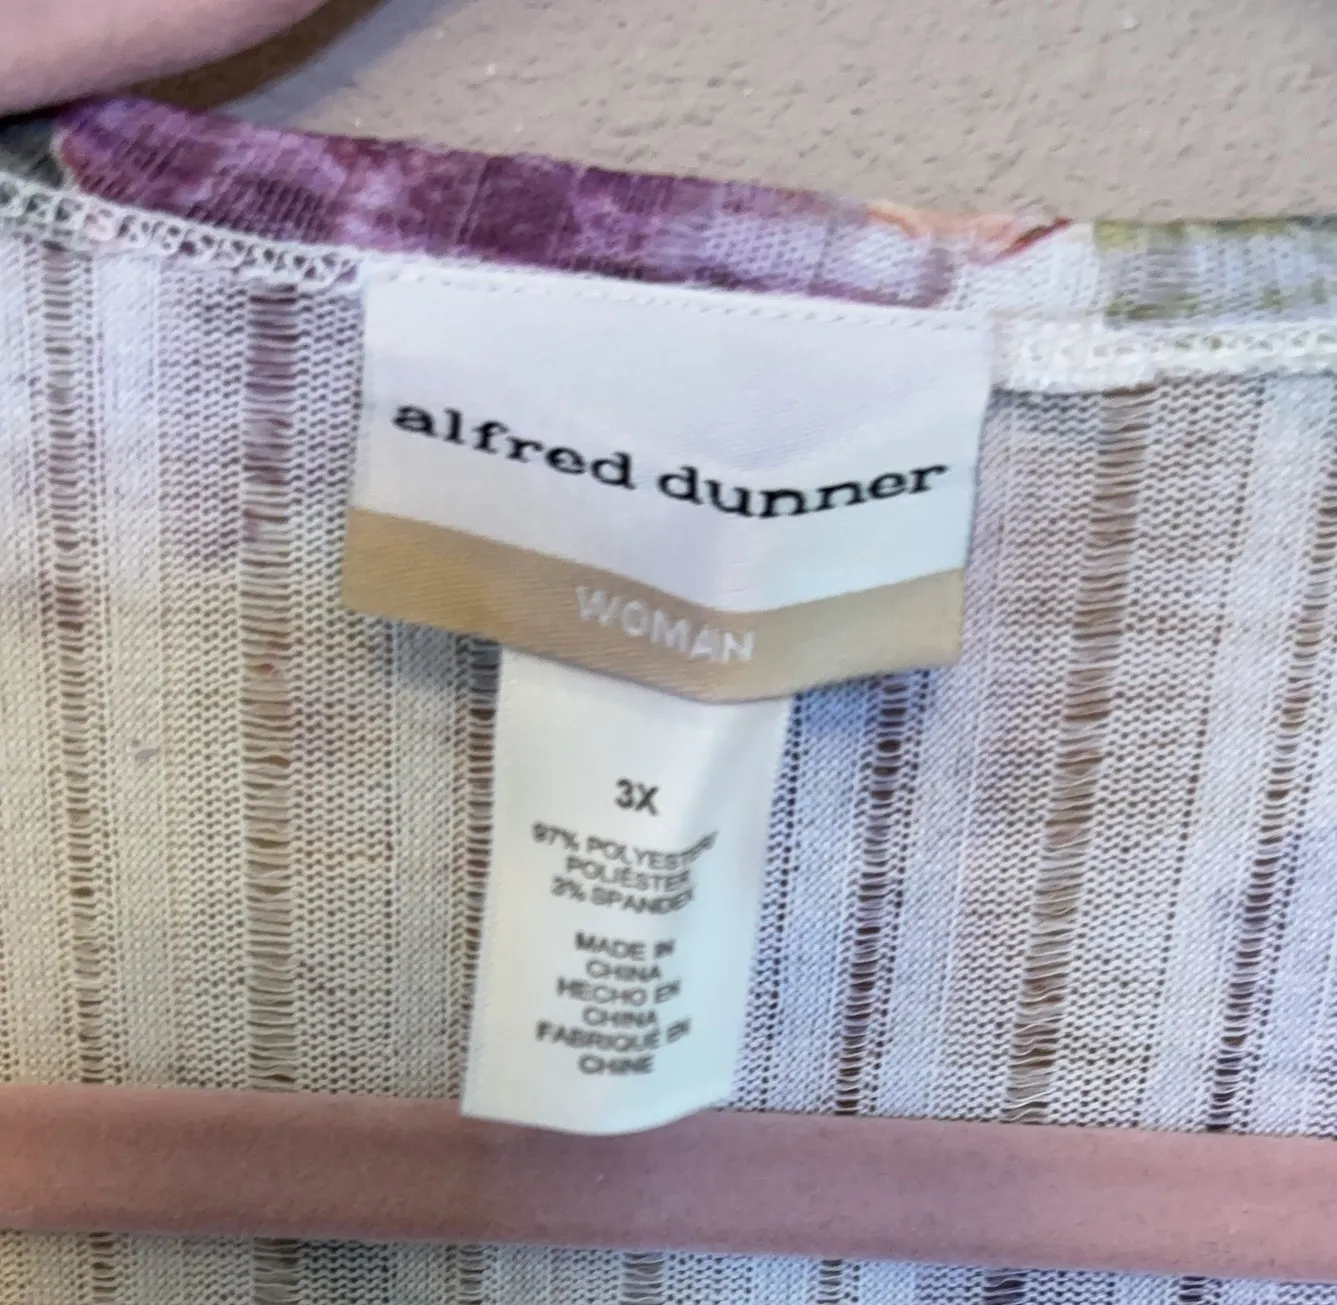 alfred dunner
WOMAN
3X
97% POLYESTER/
POLIÉSTER
3% SPANDEX
MADE IN
CHINA
HECHO EN
CHINA
FABRIQUÉ EN
CHINE